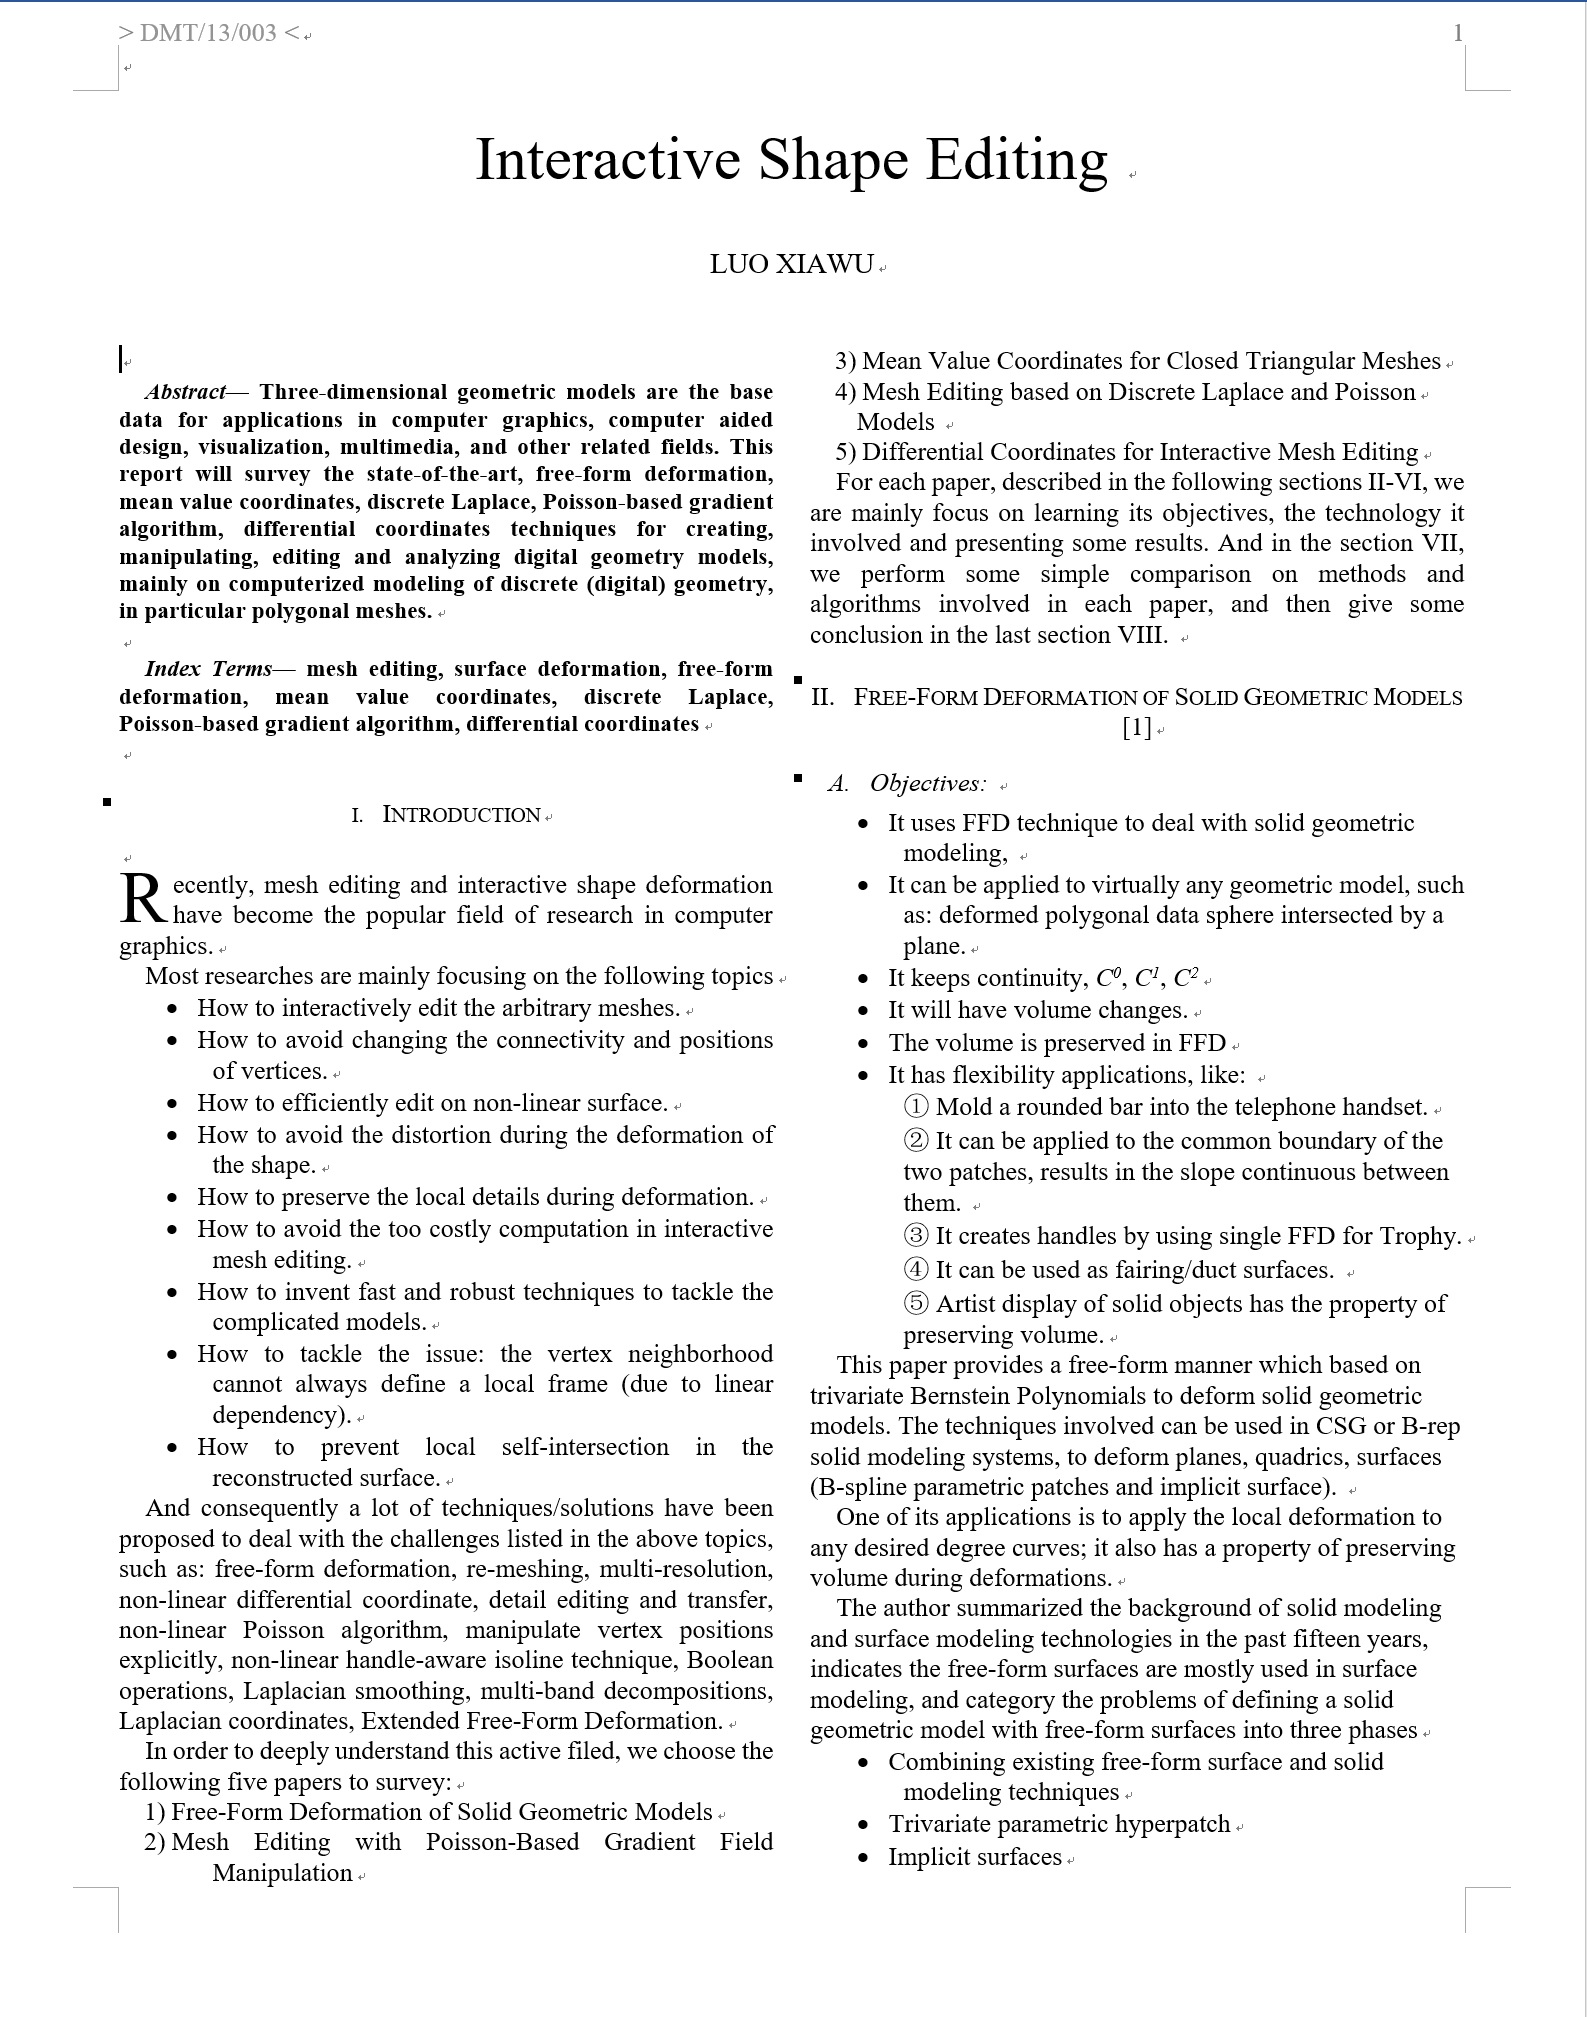 > DMT/13/003 <
1
Interactive Shape Editing
LUO XIAWU
Abstract— Three-dimensional geometric models are the base
data for applications in computer graphics, computer aided
design, visualization, multimedia, and other related fields. This
report will survey the state-of-the-art, free-form deformation,
mean value coordinates, discrete Laplace, Poisson-based gradient
algorithm, differential coordinates techniques for creating,
manipulating, editing and analyzing digital geometry models,
mainly on computerized modeling of discrete (digital) geometry,
in particular polygonal meshes.
Index Terms— mesh editing, surface deformation, free-form
deformation, mean value coordinates, discrete Laplace,
Poisson-based gradient algorithm, differential coordinates
I. INTRODUCTION
Recently, mesh editing and interactive shape deformation
have become the popular field of research in computer
graphics.
Most researches are mainly focusing on the following topics
• How to interactively edit the arbitrary meshes.
• How to avoid changing the connectivity and positions
of vertices.
• How to efficiently edit on non-linear surface.
• How to avoid the distortion during the deformation of
the shape.
• How to preserve the local details during deformation.
• How to avoid the too costly computation in interactive
mesh editing.
• How to invent fast and robust techniques to tackle the
complicated models.
• How to tackle the issue: the vertex neighborhood
cannot always define a local frame (due to linear
dependency).
• How to prevent local self-intersection in the
reconstructed surface.
And consequently a lot of techniques/solutions have been
proposed to deal with the challenges listed in the above topics,
such as: free-form deformation, re-meshing, multi-resolution,
non-linear differential coordinate, detail editing and transfer,
non-linear Poisson algorithm, manipulate vertex positions
explicitly, non-linear handle-aware isoline technique, Boolean
operations, Laplacian smoothing, multi-band decompositions,
Laplacian coordinates, Extended Free-Form Deformation.
In order to deeply understand this active filed, we choose the
following five papers to survey:
1) Free-Form Deformation of Solid Geometric Models
2) Mesh Editing with Poisson-Based Gradient Field
Manipulation
3) Mean Value Coordinates for Closed Triangular Meshes
4) Mesh Editing based on Discrete Laplace and Poisson
Models
5) Differential Coordinates for Interactive Mesh Editing
For each paper, described in the following sections II-VI, we
are mainly focus on learning its objectives, the technology it
involved and presenting some results. And in the section VII,
we perform some simple comparison on methods and
algorithms involved in each paper, and then give some
conclusion in the last section VIII.
II. FREE-FORM DEFORMATION OF SOLID GEOMETRIC MODELS
[1]
A. Objectives:
• It uses FFD technique to deal with solid geometric
modeling,
• It can be applied to virtually any geometric model, such
as: deformed polygonal data sphere intersected by a
plane.
• It keeps continuity, C⁰, C¹, C²
• It will have volume changes.
• The volume is preserved in FFD
• It has flexibility applications, like:
① Mold a rounded bar into the telephone handset.
② It can be applied to the common boundary of the
two patches, results in the slope continuous between
them.
③ It creates handles by using single FFD for Trophy.
④ It can be used as fairing/duct surfaces.
⑤ Artist display of solid objects has the property of
preserving volume.
This paper provides a free-form manner which based on
trivariate Bernstein Polynomials to deform solid geometric
models. The techniques involved can be used in CSG or B-rep
solid modeling systems, to deform planes, quadrics, surfaces
(B-spline parametric patches and implicit surface).
One of its applications is to apply the local deformation to
any desired degree curves; it also has a property of preserving
volume during deformations.
The author summarized the background of solid modeling
and surface modeling technologies in the past fifteen years,
indicates the free-form surfaces are mostly used in surface
modeling, and category the problems of defining a solid
geometric model with free-form surfaces into three phases
• Combining existing free-form surface and solid
modeling techniques
• Trivariate parametric hyperpatch
• Implicit surfaces